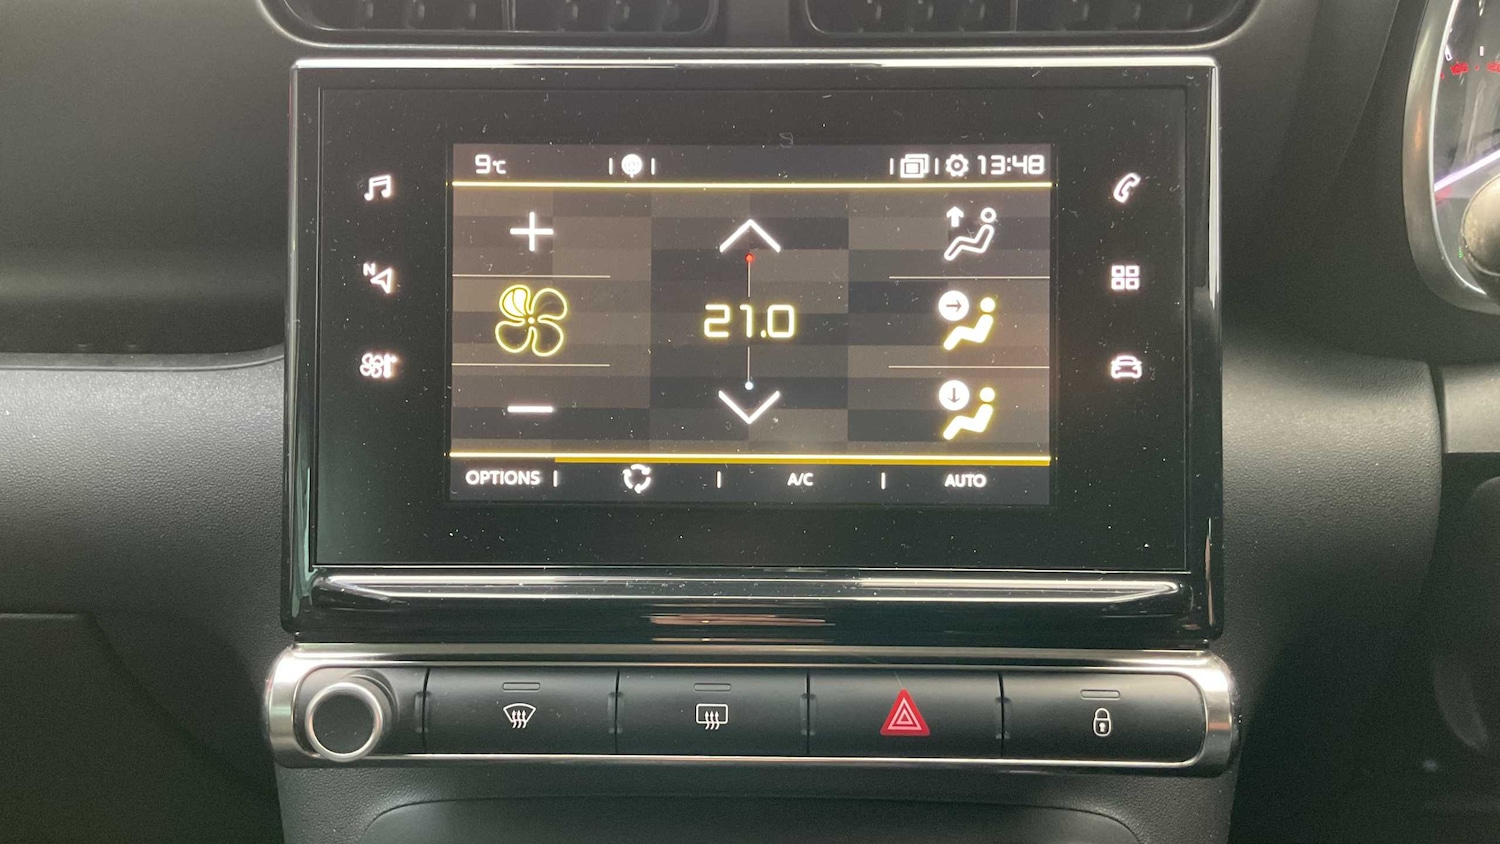 9°C 13:48
N
21.0
OPTIONS A/C AUTO